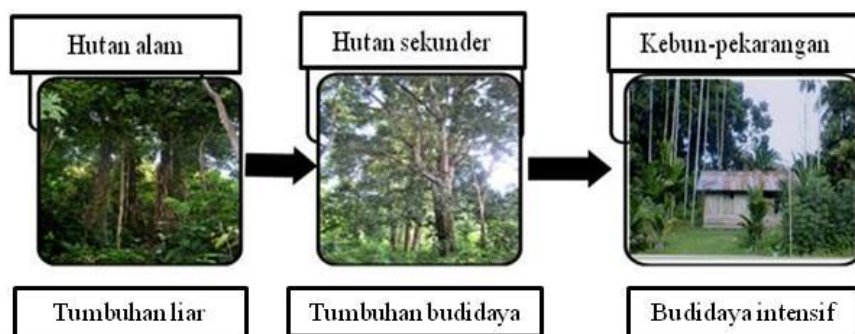 Hutan alam
Hutan sekunder
Kebun-pekarangan
Tumbuhan liar
Tumbuhan budidaya
Budidaya intensif